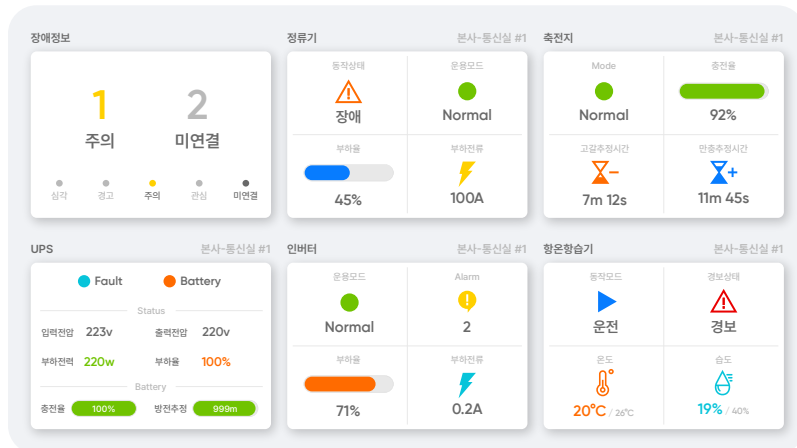 장애정보
1
주의
2
미연결
심각
경고
주의
관심
미연결
정류기
본사-통신실 #1
동작상태
장애
운용모드
Normal
부하율
45%
부하전류
100A
축전지
본사-통신실 #1
Mode
Normal
충전율
92%
고갈추정시간
7m 12s
만충추정시간
11m 45s
UPS
본사-통신실 #1
Fault
Battery
Status
입력전압 223v
출력전압 220v
부하전력 220w
부하율 100%
Battery
충전율 100%
방전추정 999m
인버터
본사-통신실 #1
운용모드
Normal
Alarm
2
부하율
71%
부하전류
0.2A
항온항습기
본사-통신실 #1
동작모드
운전
경보상태
경보
온도
20°C / 26°C
습도
19% / 40%